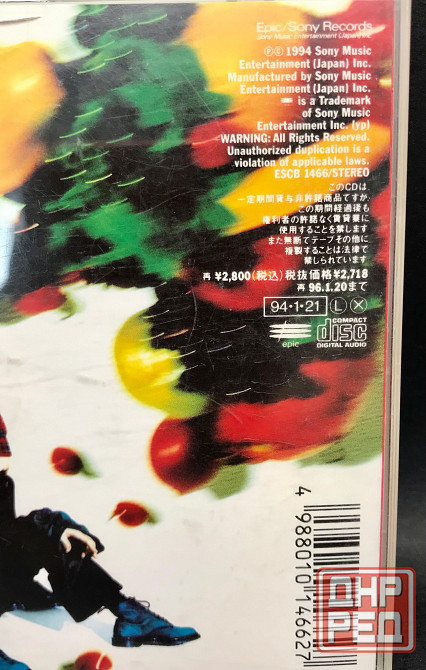 Epic/Sony Records
Sony Music Entertainment (Japan) Inc.
ⓅⒸ1994 Sony Music
Entertainment (Japan) Inc.
Manufactured by Sony Music
Entertainment (Japan) Inc.
is a Trademark
of Sony Music
Entertainment Inc. (yp)
WARNING: All Rights Reserved.
Unauthorized duplication is a
violation of applicable laws.
ESCB 1466/STEREO
このCDは、
一定期間貸与非許諾商品ですが、
この期間経過後も
権利者の許諾なく賃貸業に
使用することを禁じます
また無断でテープその他に
複製することは法律で
禁じられています
再 ¥2,800(税込)税抜価格¥2,718
再 96.1.20まで
94・1・21 Ⓛ Ⓧ
epic
COMPACT
disc
DIGITAL AUDIO
4 988010 146627
ДНР
РЕД